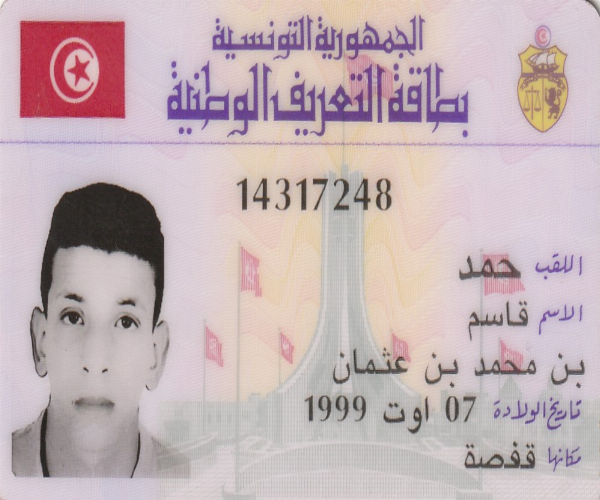 الجمهورية التونسية
بطاقة التعريف الوطنية
14317248
اللقب حمد
الاسم قاسم
بن محمد بن عثمان
تاريخ الولادة 07 اوت 1999
مكانها قفصة